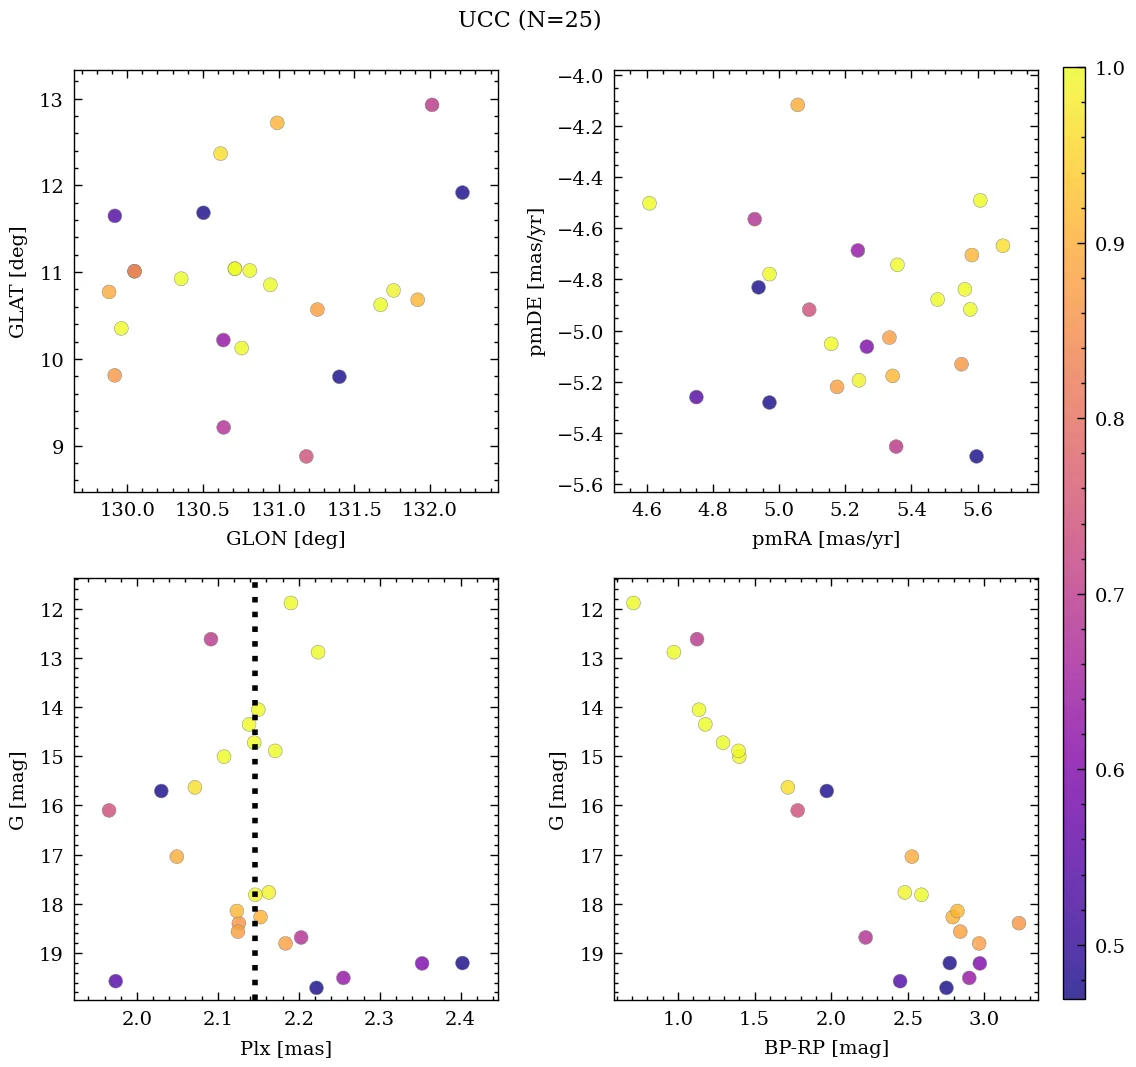 UCC (N=25)
13
12
11
10
9
GLAT [deg]
130.0 130.5 131.0 131.5 132.0
GLON [deg]
−4.0
−4.2
−4.4
−4.6
−4.8
−5.0
−5.2
−5.4
−5.6
pmDE [mas/yr]
4.6 4.8 5.0 5.2 5.4 5.6
pmRA [mas/yr]
12
13
14
15
16
17
18
19
G [mag]
2.0 2.1 2.2 2.3 2.4
Plx [mas]
12
13
14
15
16
17
18
19
G [mag]
1.0 1.5 2.0 2.5 3.0
BP-RP [mag]
1.0
0.9
0.8
0.7
0.6
0.5